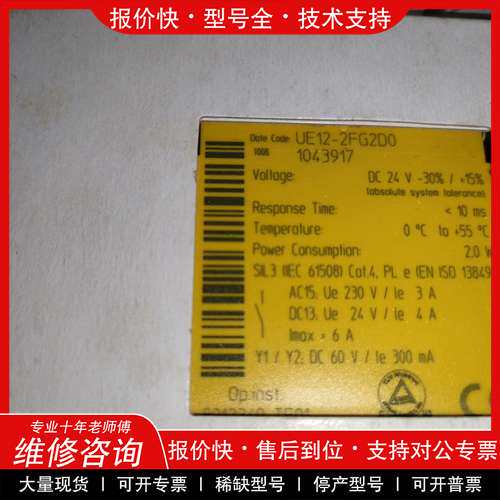 报价快·型号全·技术支持
Date Code: UE12-2FG2D0
1008 1043917
Voltage: DC 24 V -30% / +15%
(absolute system tolerance)
Response Time: < 10 ms
Temperature: 0 °C to +55 °C
Power Consumption: 2.0
SIL3 (IEC 61508) Cat.4, PL e (EN ISO 13849
AC15: Ue 230 V / Ie 3 A
DC13: Ue 24 V / Ie 4 A
Imax = 6 A
Y1 / Y2: DC 60 V / Ie 300 mA
Op.inst.
专业十年老师傅
维修咨询
报价快·售后到位·支持对公专票
大量现货 | 可开专票 | 稀缺型号 | 停产型号 | 可开专票